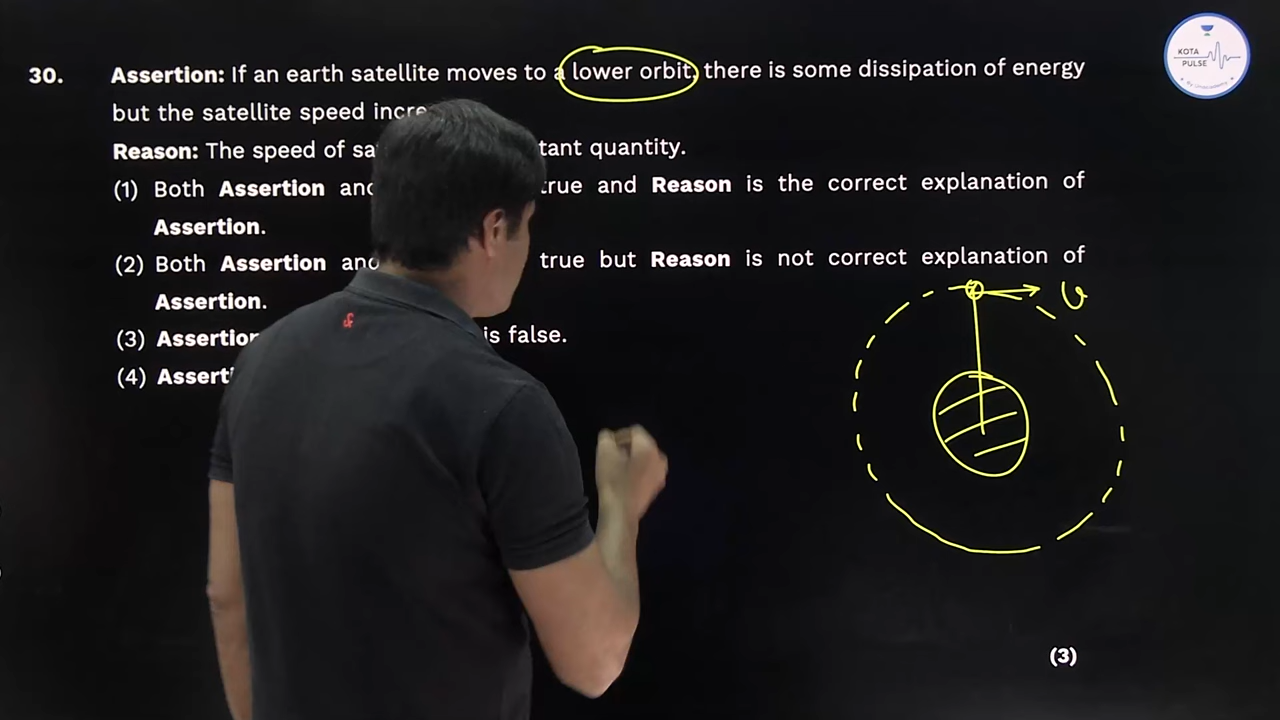 KOTA
PULSE
30. Assertion: If an earth satellite moves to a lower orbit, there is some dissipation of energy
but the satellite speed incre
Reason: The speed of sa tant quantity.
(1) Both Assertion and true and Reason is the correct explanation of
Assertion.
(2) Both Assertion and true but Reason is not correct explanation of
Assertion.
(3) Assertion is false.
(4) Asserti
v
(3)